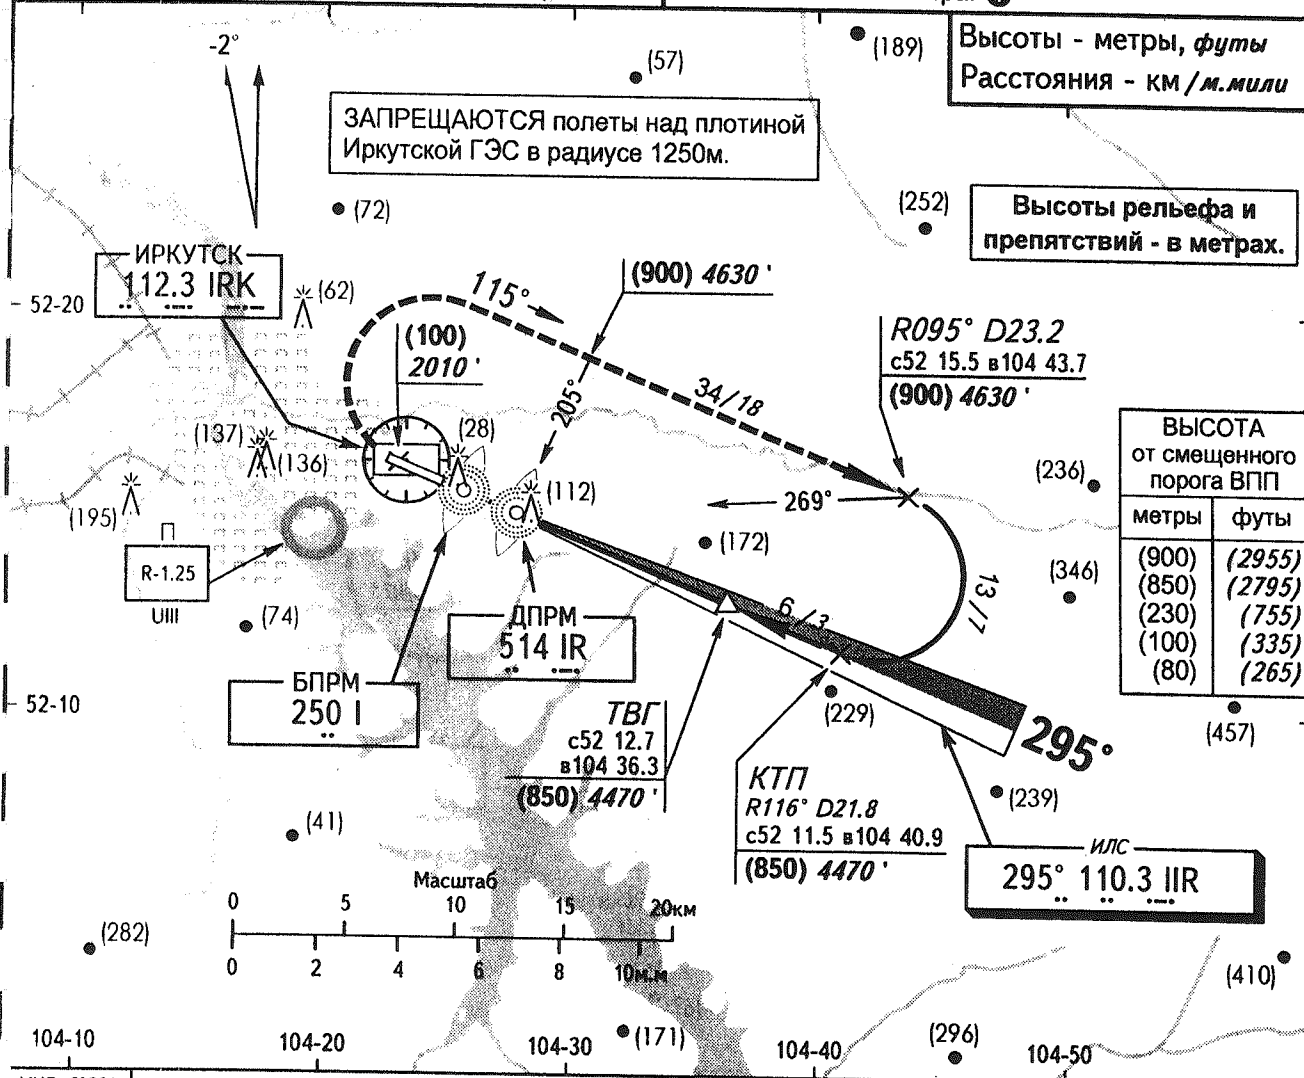 -2°
(57)
(189)
Высоты - метры, футы
Расстояния - км / м.мили
ЗАПРЕЩАЮТСЯ полеты над плотиной
Иркутской ГЭС в радиусе 1250м.
(72)
(252)
Высоты рельефа и
препятствий - в метрах.
ИРКУТСК
112.3 IRK
52-20
(62)
115°
(900) 4630 '
(100)
2010 '
205°
34/18
R095° D23.2
с52 15.5 в104 43.7
(900) 4630 '
ВЫСОТА
от смещенного
порога ВПП
метры футы
(900) (2955)
(850) (2795)
(230) (755)
(100) (335)
(80) (265)
(137)
(136)
(28)
(112)
(195)
(236)
269°
(172)
(346)
П
R-1.25
UIII
(74)
13/7
6/3
ДПРМ
514 IR
БПРМ
250 I
52-10
ТВГ
с52 12.7
в104 36.3
(850) 4470 '
(229)
295°
(457)
КТП
R116° D21.8
с52 11.5 в104 40.9
(850) 4470 '
(239)
ИЛС
295° 110.3 IIR
(41)
Масштаб
0 5 10 15 20км
0 2 4 6 8 10м.м
(282)
(410)
(171)
(296)
104-10 104-20 104-30 104-40 104-50